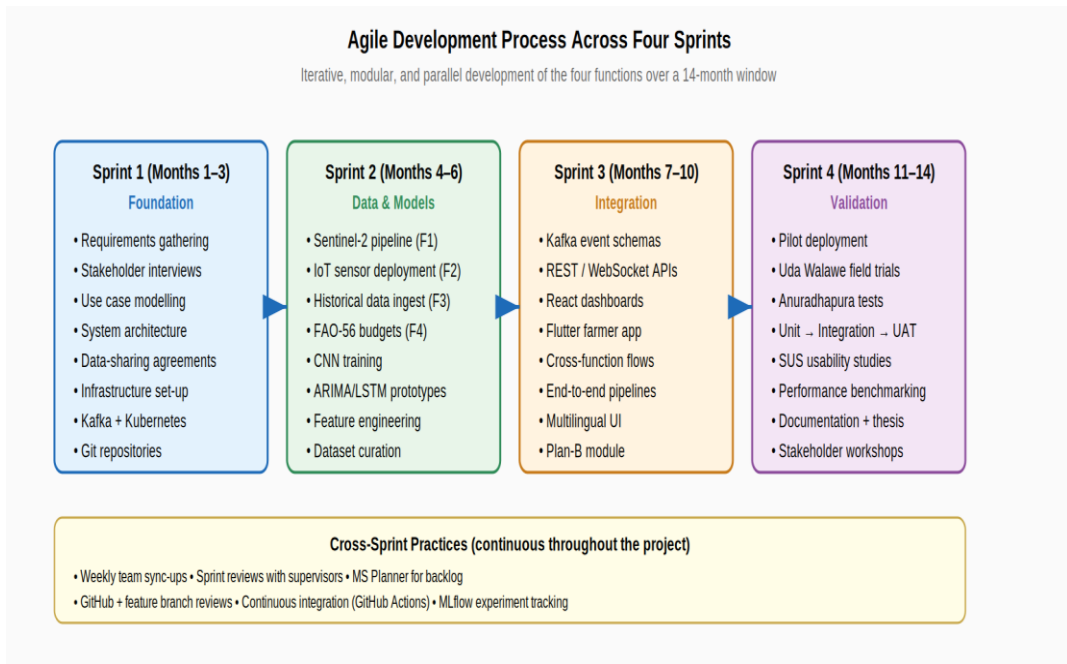 Agile Development Process Across Four Sprints
Iterative, modular, and parallel development of the four functions over a 14-month window
Sprint 1 (Months 1–3)
Foundation
• Requirements gathering
• Stakeholder interviews
• Use case modelling
• System architecture
• Data-sharing agreements
• Infrastructure set-up
• Kafka + Kubernetes
• Git repositories
Sprint 2 (Months 4–6)
Data & Models
• Sentinel-2 pipeline (F1)
• IoT sensor deployment (F2)
• Historical data ingest (F3)
• FAO-56 budgets (F4)
• CNN training
• ARIMA/LSTM prototypes
• Feature engineering
• Dataset curation
Sprint 3 (Months 7–10)
Integration
• Kafka event schemas
• REST / WebSocket APIs
• React dashboards
• Flutter farmer app
• Cross-function flows
• End-to-end pipelines
• Multilingual UI
• Plan-B module
Sprint 4 (Months 11–14)
Validation
• Pilot deployment
• Uda Walawe field trials
• Anuradhapura tests
• Unit → Integration → UAT
• SUS usability studies
• Performance benchmarking
• Documentation + thesis
• Stakeholder workshops
Cross-Sprint Practices (continuous throughout the project)
• Weekly team sync-ups • Sprint reviews with supervisors • MS Planner for backlog
• GitHub + feature branch reviews • Continuous integration (GitHub Actions) • MLflow experiment tracking